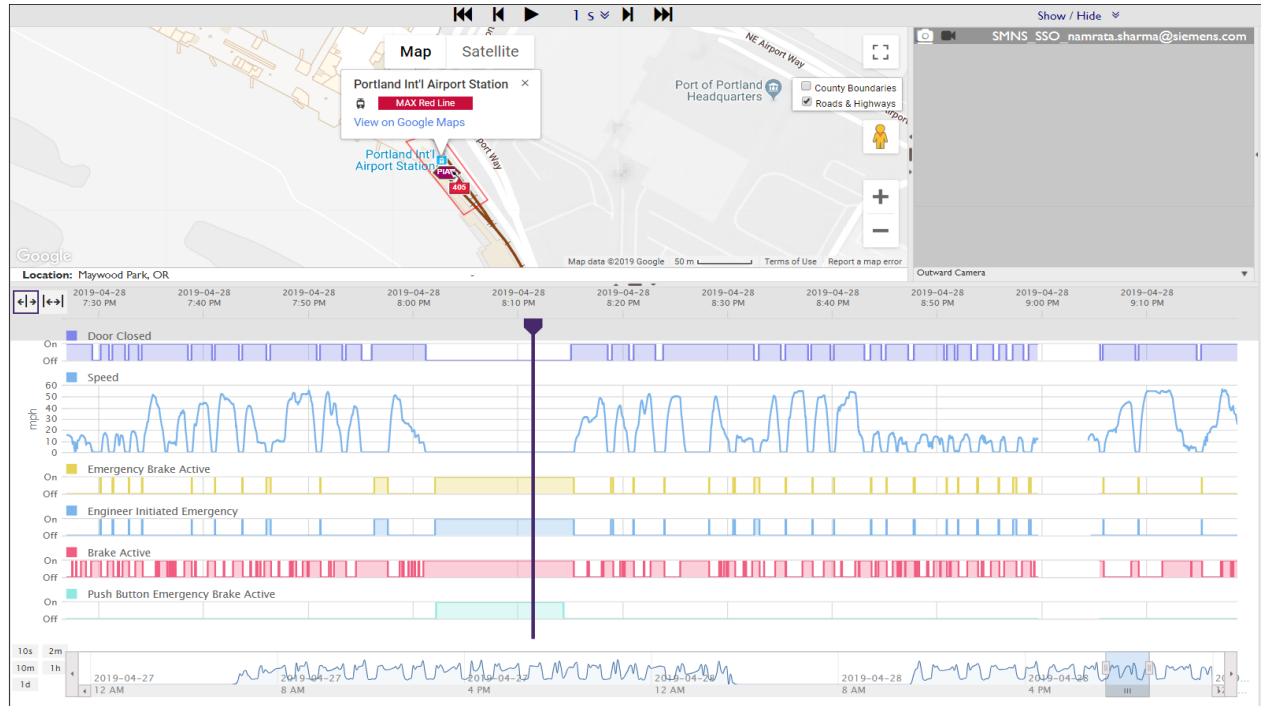 1 s
Show / Hide
Map Satellite
NE Airport Way
SMNS_SSO_namrata.sharma@siemens.com
Portland Int'l Airport Station ×
MAX Red Line
View on Google Maps
Port of Portland
Headquarters
County Boundaries
Roads & Highways
Portland Int'l
Airport Station
port Way
405
Google
Map data ©2019 Google 50 m Terms of Use Report a map error
Location: Maywood Park, OR
-
Outward Camera
2019-04-28 2019-04-28 2019-04-28 2019-04-28 2019-04-28 2019-04-28 2019-04-28 2019-04-28 2019-04-28 2019-04-28 2019-04-28
7:30 PM 7:40 PM 7:50 PM 8:00 PM 8:10 PM 8:20 PM 8:30 PM 8:40 PM 8:50 PM 9:00 PM 9:10 PM
Door Closed
On
Off
Speed
60
50
40
30
20
10
0
mph
Emergency Brake Active
On
Off
Engineer Initiated Emergency
On
Off
Brake Active
On
Off
Push Button Emergency Brake Active
On
Off
10s 2m
10m 1h
1d
2019-04-27 2019-04-27 2019-04-27 2019-04-28 2019-04-28 2019-04-28
12 AM 8 AM 4 PM 12 AM 8 AM 4 PM